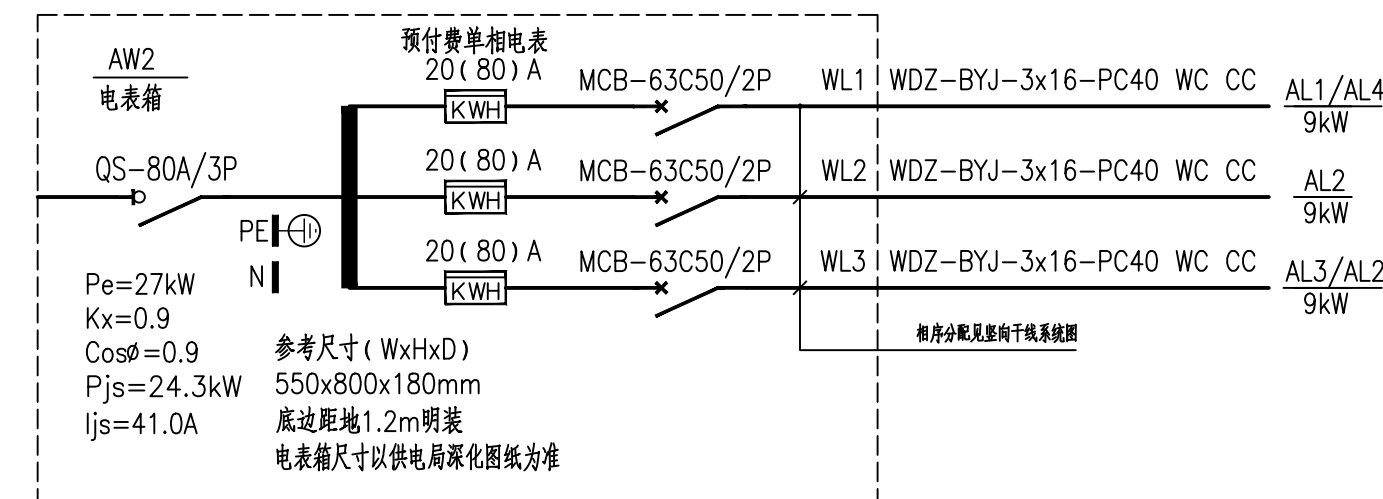 AW2
电表箱
预付费单相电表
20(80)A
KWH
MCB-63C50/2P
WL1
WDZ-BYJ-3x16-PC40 WC CC
AL1/AL4
9kW
QS-80A/3P
20(80)A
KWH
MCB-63C50/2P
WL2
WDZ-BYJ-3x16-PC40 WC CC
AL2
9kW
PE
N
20(80)A
KWH
MCB-63C50/2P
WL3
WDZ-BYJ-3x16-PC40 WC CC
AL3/AL2
9kW
相序分配见竖向干线系统图
Pe=27kW
Kx=0.9
Cosø=0.9
Pjs=24.3kW
Ijs=41.0A
参考尺寸(WxHxD)
550x800x180mm
底边距地1.2m明装
电表箱尺寸以供电局深化图纸为准